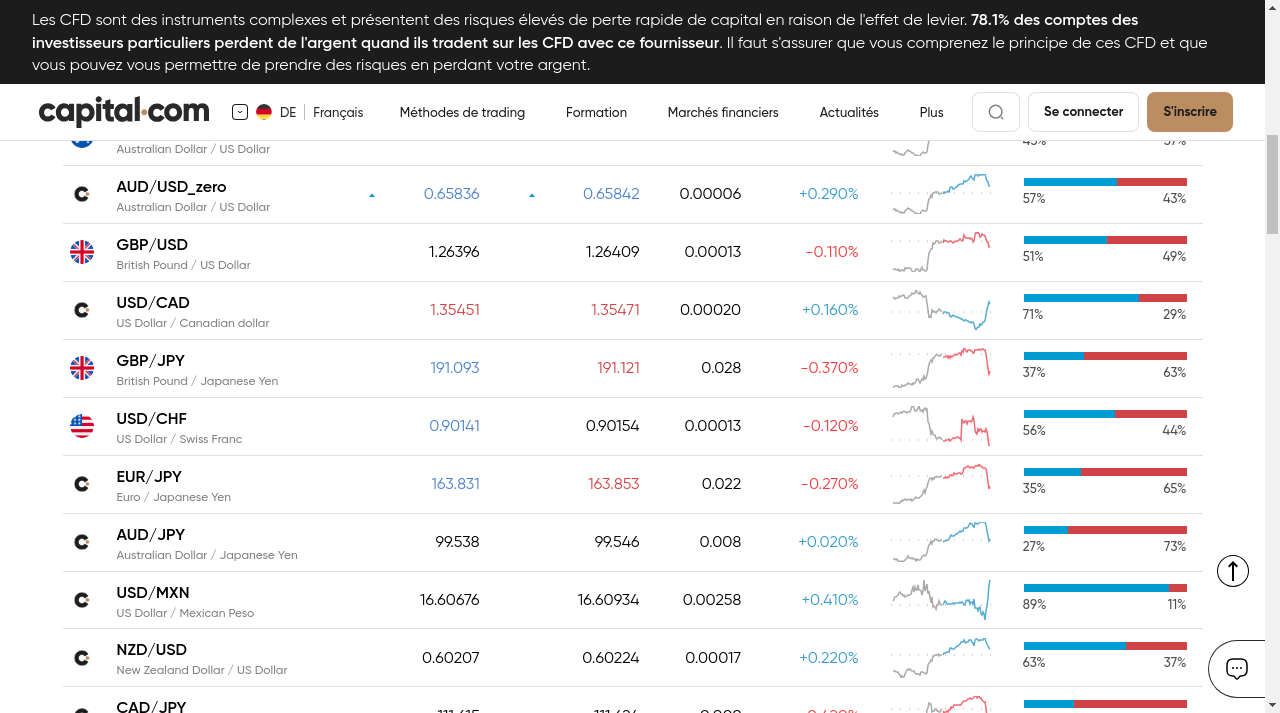 Les CFD sont des instruments complexes et présentent des risques élevés de perte rapide de capital en raison de l'effet de levier. 78.1% des comptes des
investisseurs particuliers perdent de l'argent quand ils tradent sur les CFD avec ce fournisseur. Il faut s'assurer que vous comprenez le principe de ces CFD et que
vous pouvez vous permettre de prendre des risques en perdant votre argent.
capital.com DE Français Méthodes de trading Formation Marchés financiers Actualités Plus Se connecter S'inscrire
Australian Dollar / US Dollar 43% 57%
AUD/USD_zero 0.65836 0.65842 0.00006 +0.290% 57% 43%
Australian Dollar / US Dollar
GBP/USD 1.26396 1.26409 0.00013 -0.110% 51% 49%
British Pound / US Dollar
USD/CAD 1.35451 1.35471 0.00020 +0.160% 71% 29%
US Dollar / Canadian dollar
GBP/JPY 191.093 191.121 0.028 -0.370% 37% 63%
British Pound / Japanese Yen
USD/CHF 0.90141 0.90154 0.00013 -0.120% 56% 44%
US Dollar / Swiss Franc
EUR/JPY 163.831 163.853 0.022 -0.270% 35% 65%
Euro / Japanese Yen
AUD/JPY 99.538 99.546 0.008 +0.020% 27% 73%
Australian Dollar / Japanese Yen
USD/MXN 16.60676 16.60934 0.00258 +0.410% 89% 11%
US Dollar / Mexican Peso
NZD/USD 0.60207 0.60224 0.00017 +0.220% 63% 37%
New Zealand Dollar / US Dollar
CAD/JPY